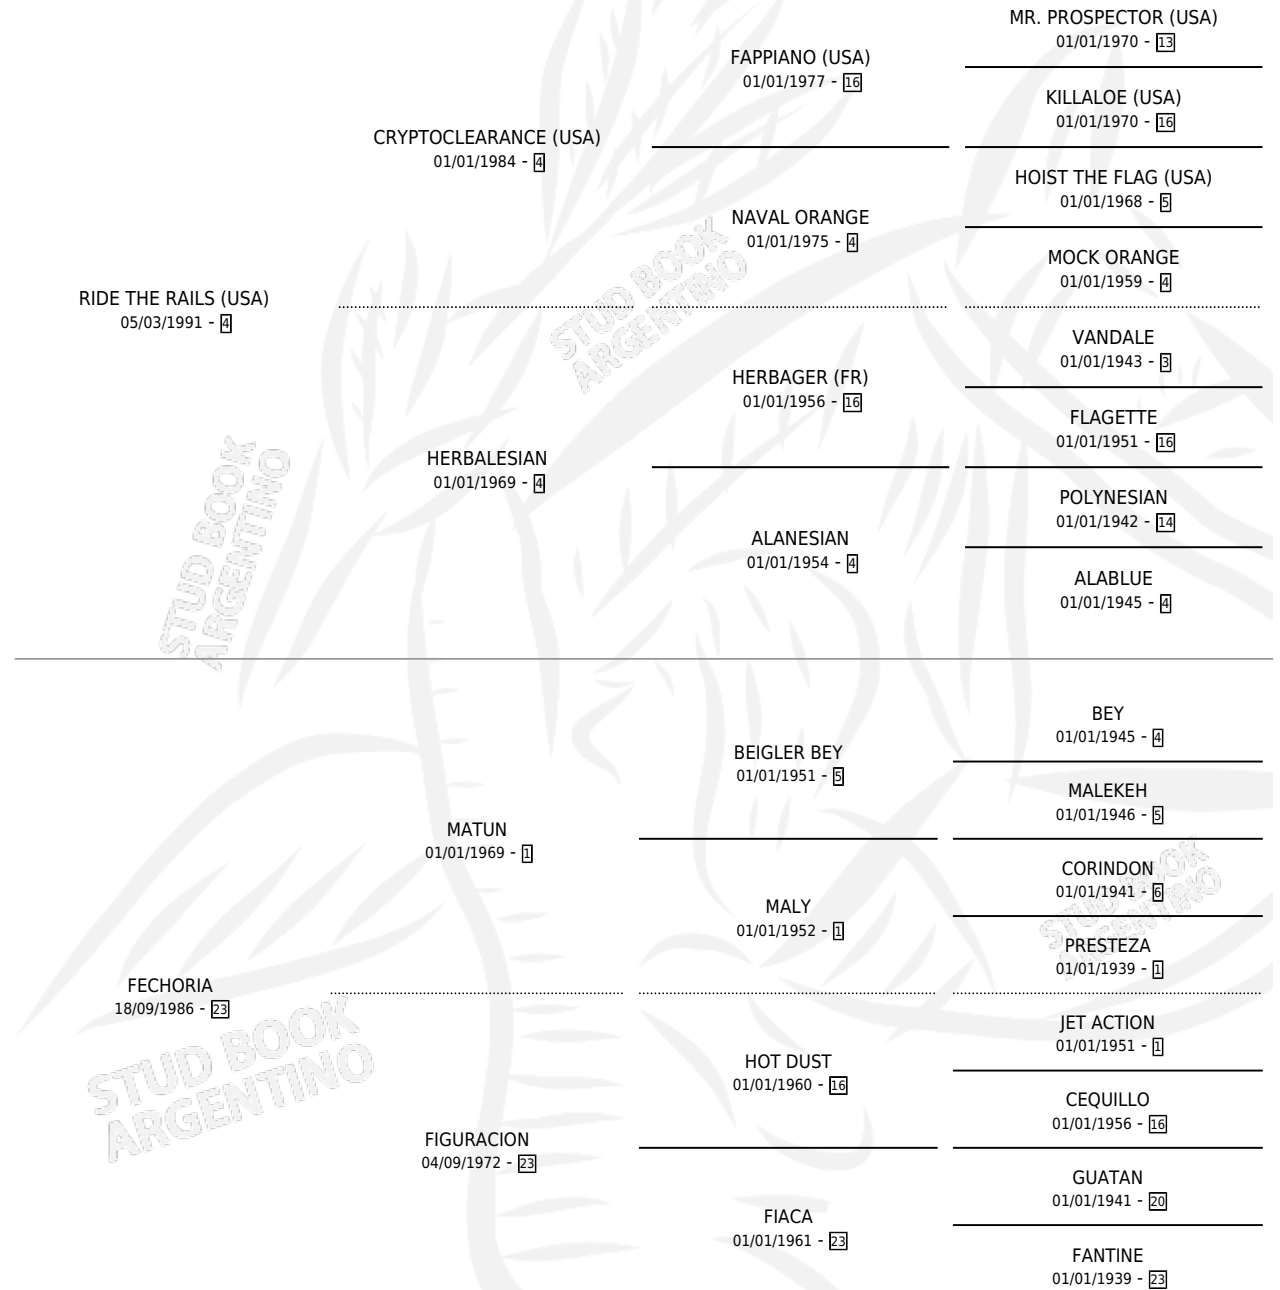 MR. PROSPECTOR (USA)
01/01/1970 - 13
FAPPIANO (USA)
01/01/1977 - 16
KILLALOE (USA)
01/01/1970 - 16
CRYPTOCLEARANCE (USA)
01/01/1984 - 4
HOIST THE FLAG (USA)
01/01/1968 - 5
NAVAL ORANGE
01/01/1975 - 4
MOCK ORANGE
01/01/1959 - 4
STUD BOOK
ARGENTINO
RIDE THE RAILS (USA)
05/03/1991 - 4
VANDALE
01/01/1943 - 3
HERBAGER (FR)
01/01/1956 - 16
FLAGETTE
01/01/1951 - 16
HERBALESIAN
01/01/1969 - 4
POLYNESIAN
01/01/1942 - 14
ALANESIAN
01/01/1954 - 4
ALABLUE
01/01/1945 - 4
STUD BOOK
ARGENTINO
BEY
01/01/1945 - 4
BEIGLER BEY
01/01/1951 - 5
MALEKEH
01/01/1946 - 5
MATUN
01/01/1969 - 1
CORINDON
01/01/1941 - 6
MALY
01/01/1952 - 1
PRESTEZA
01/01/1939 - 1
STUD BOOK
ARGENTINO
FECHORIA
18/09/1986 - 23
JET ACTION
01/01/1951 - 1
HOT DUST
01/01/1960 - 16
CEQUILLO
01/01/1956 - 16
STUD BOOK
ARGENTINO
FIGURACION
04/09/1972 - 23
GUATAN
01/01/1941 - 20
FIACA
01/01/1961 - 23
FANTINE
01/01/1939 - 23